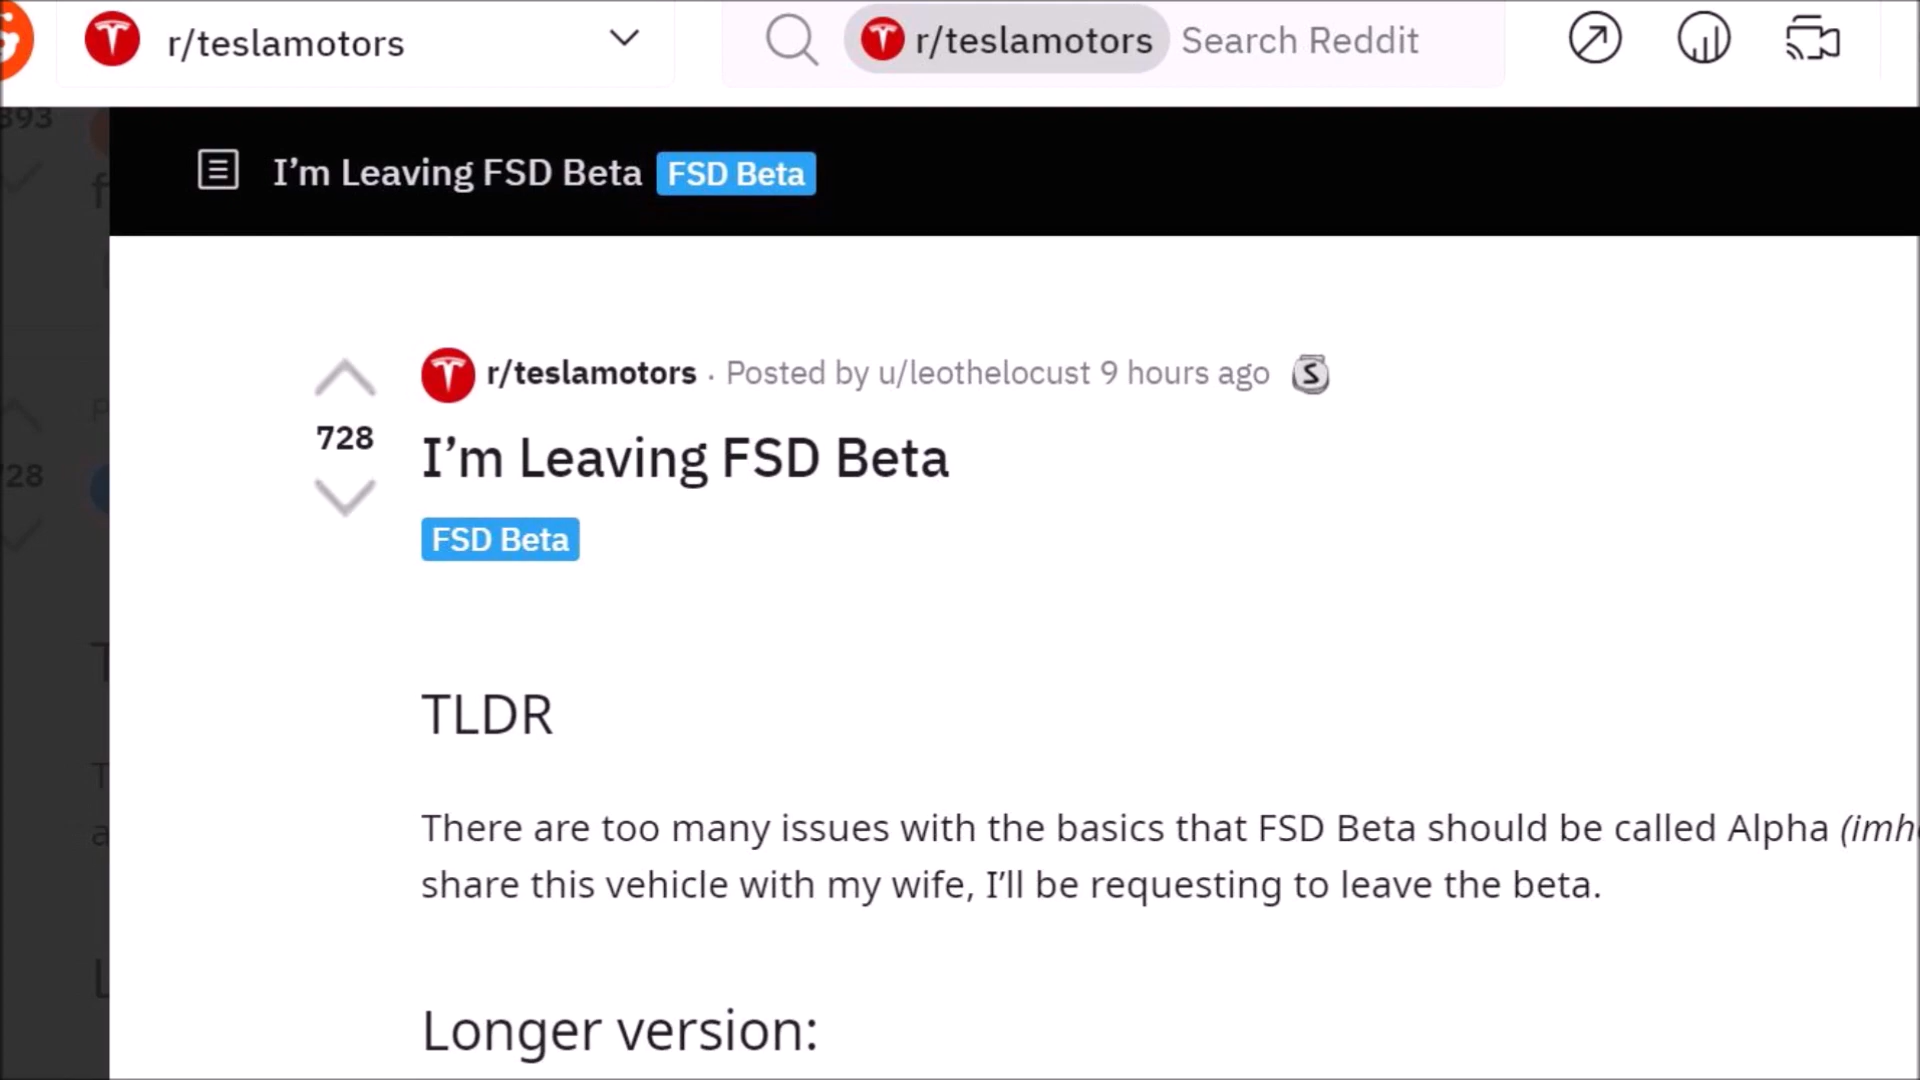 r/teslamotors
r/teslamotors Search Reddit
893
I’m Leaving FSD Beta FSD Beta
r/teslamotors · Posted by u/leothelocust 9 hours ago
728
I’m Leaving FSD Beta
FSD Beta
TLDR
There are too many issues with the basics that FSD Beta should be called Alpha (imh
share this vehicle with my wife, I’ll be requesting to leave the beta.
Longer version: